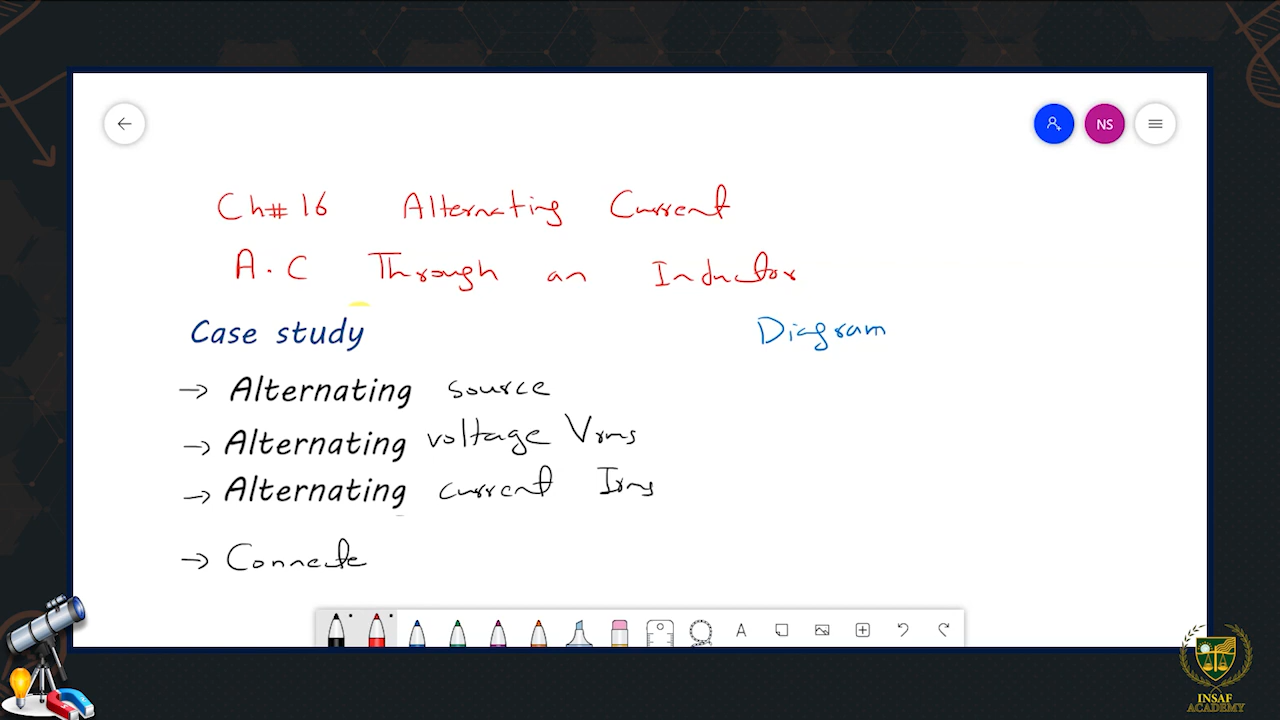 NS
Ch# 16 Alternating Current
A.C Through an Inductor
Case study
Diagram
→ Alternating source
→ Alternating voltage Vrms
→ Alternating current Irms
→ Connecte
A
INSAF
ACADEMY